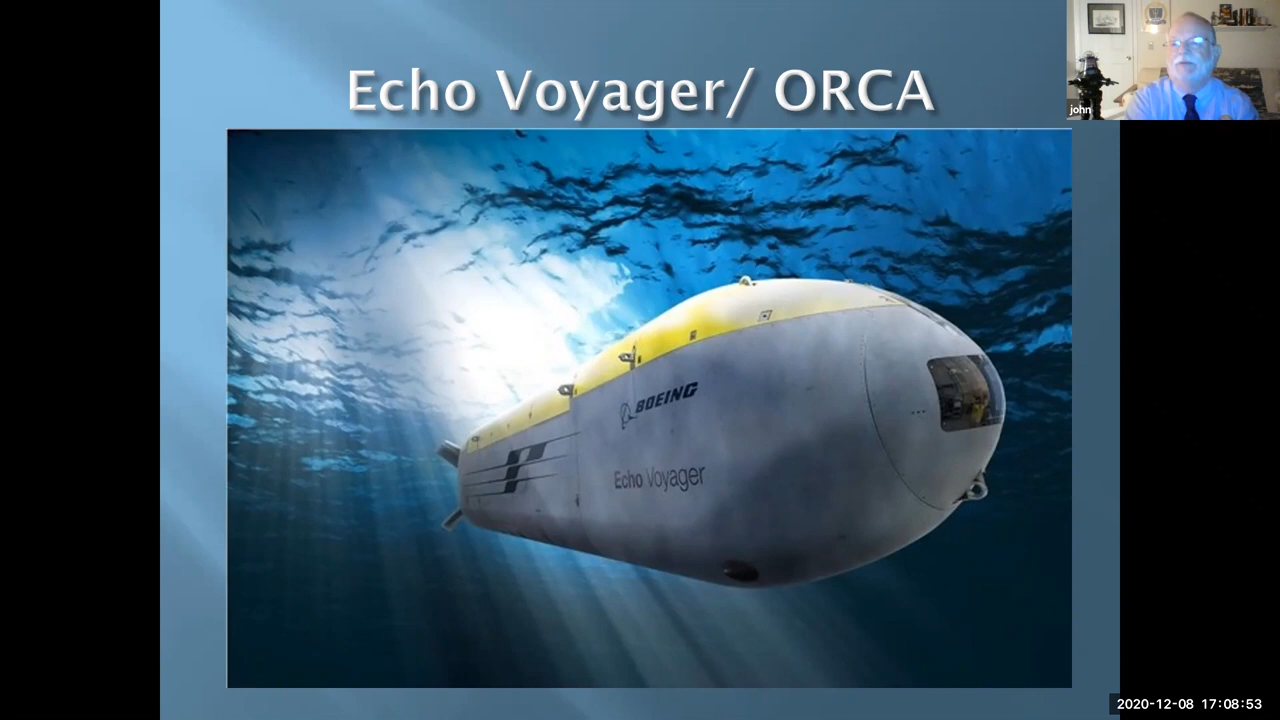 Echo Voyager/ ORCA
john
BOEING
Echo Voyager
2020-12-08 17:08:53